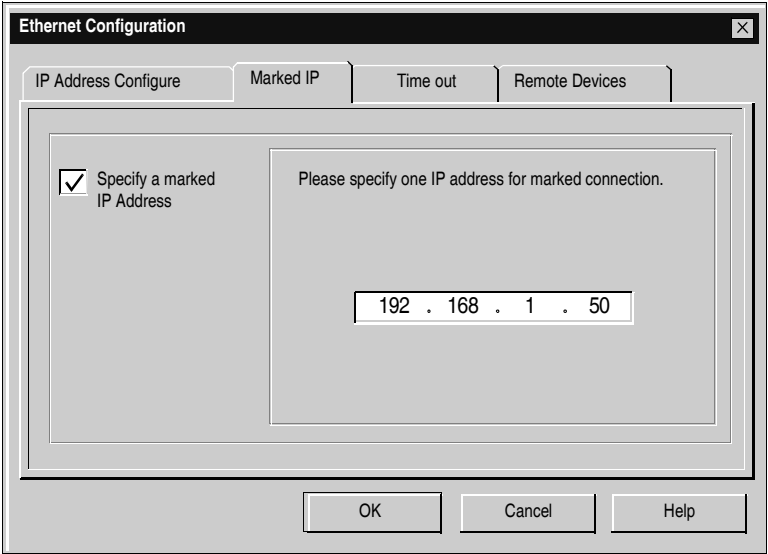 Ethernet Configuration
IP Address Configure
Marked IP
Time out
Remote Devices
Specify a marked
IP Address
Please specify one IP address for marked connection.
192 . 168 . 1 . 50
OK
Cancel
Help